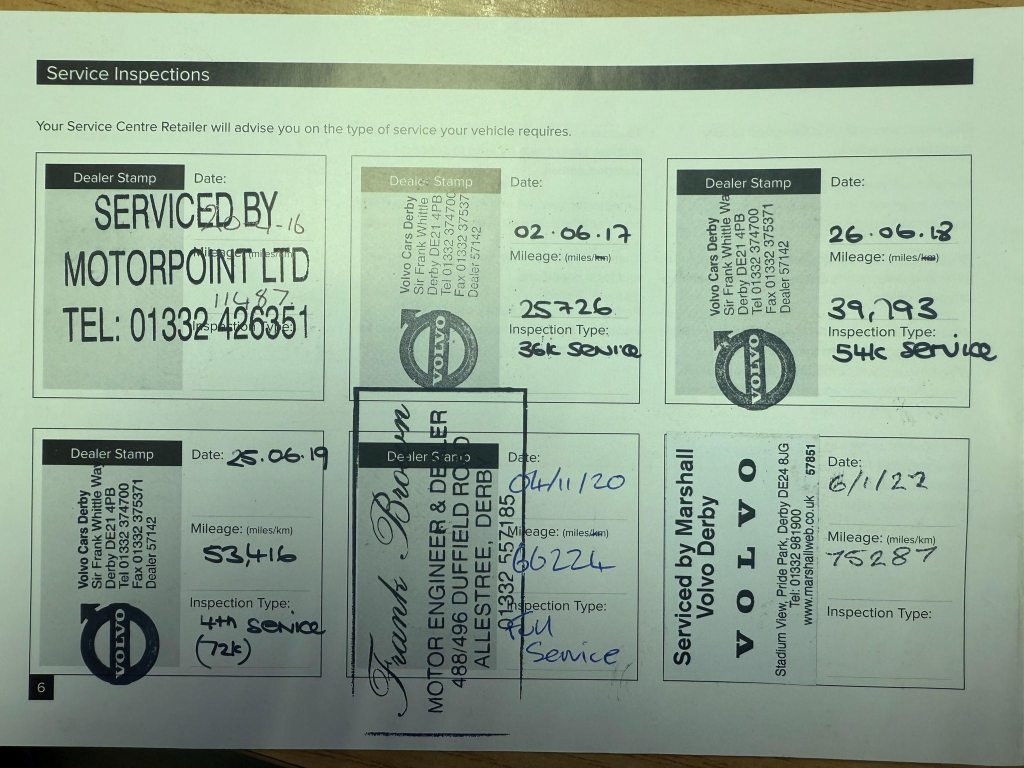 Service Inspections
Your Service Centre Retailer will advise you on the type of service your vehicle requires.
Dealer Stamp
Date:
SERVICED BY
MOTORPOINT LTD
TEL: 01332 426351
Mileage: (miles/km)
11487
Inspection Type:
Dealer Stamp
Volvo Cars Derby
Sir Frank Whittle
Derby DE21 4PB
Tel 01332 374700
Fax 01332 37537
Dealer 57142
VOLVO
Date:
02.06.17
Mileage: (miles/km)
25726
Inspection Type:
36k service
Dealer Stamp
Volvo Cars Derby
Sir Frank Whittle Wa
Derby DE21 4PB
Tel 01332 374700
Fax 01332 375371
Dealer 57142
VOLVO
Date:
26.06.18
Mileage: (miles/km)
39,793
Inspection Type:
54k service
Dealer Stamp
Volvo Cars Derby
Sir Frank Whittle Way
Derby DE21 4PB
Tel 01332 374700
Fax 01332 375371
Dealer 57142
VOLVO
Date: 25.06.19
Mileage: (miles/km)
53,416
Inspection Type:
4th service
(72k)
Dealer Stamp
Frank Brown
MOTOR ENGINEER & DEALER
488/496 DUFFIELD ROAD
ALLESTREE, DERBY
01332 557185
Date:
04/11/20
Mileage: (miles/km)
66224
Inspection Type:
Full
Service
Serviced by Marshall
Volvo Derby
VOLVO
Stadium View, Pride Park, Derby DE24 8JG
Tel: 01332 981900
www.marshallweb.co.uk 57851
Date:
6/1/22
Mileage: (miles/km)
75287
Inspection Type:
6